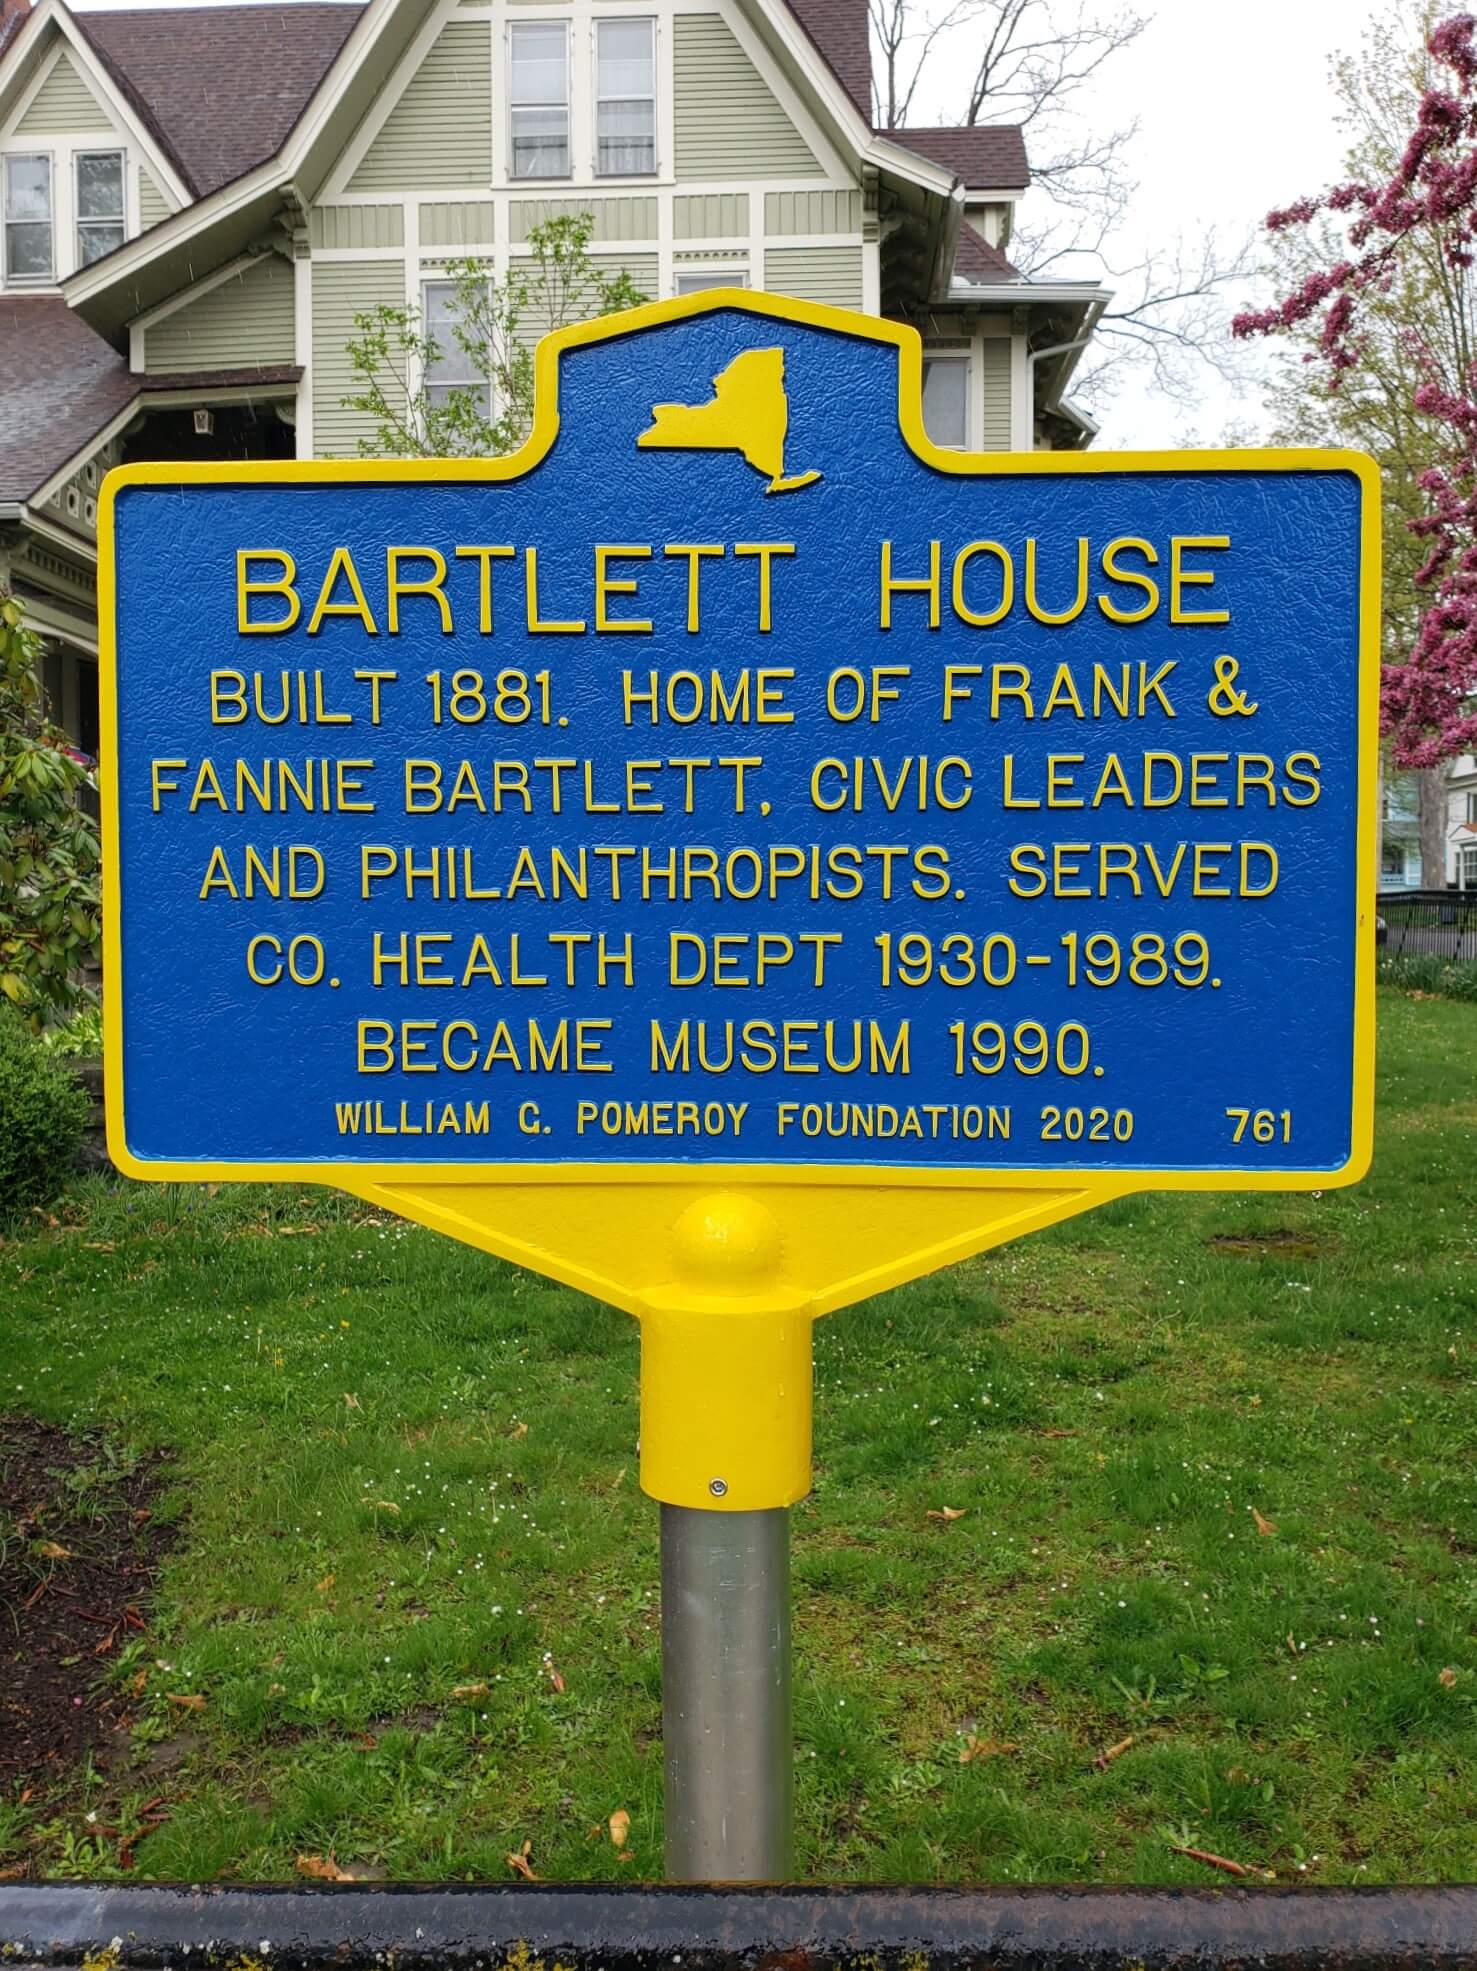 BARTLETT HOUSE
BUILT 1881. HOME OF FRANK &
FANNIE BARTLETT, CIVIC LEADERS
AND PHILANTHROPISTS. SERVED
CO. HEALTH DEPT 1930-1989.
BECAME MUSEUM 1990.
WILLIAM G. POMEROY FOUNDATION 2020 761